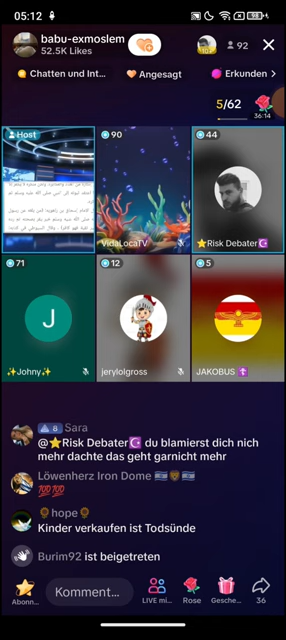 05:12
98
babu-exmoslem
52.5K Likes
92
Chatten und Int...
Angesagt
Erkunden >
5/62
36:14
Host
90
44
VidaLocaTV
⭐Risk Debater☪
71
12
5
J
✨Johny✨
jerylolgross
JAKOBUS ✝
8 Sara
@⭐Risk Debater☪ du blamierst dich nich
mehr dachte das geht garnicht mehr
Löwenherz Iron Dome 🇮🇱🦁🇮🇱
💯💯
🌻hope🌻
Kinder verkaufen ist Todsünde
Burim92 ist beigetreten
Abonn...
Komment...
LIVE mi...
Rose
Gesche...
36